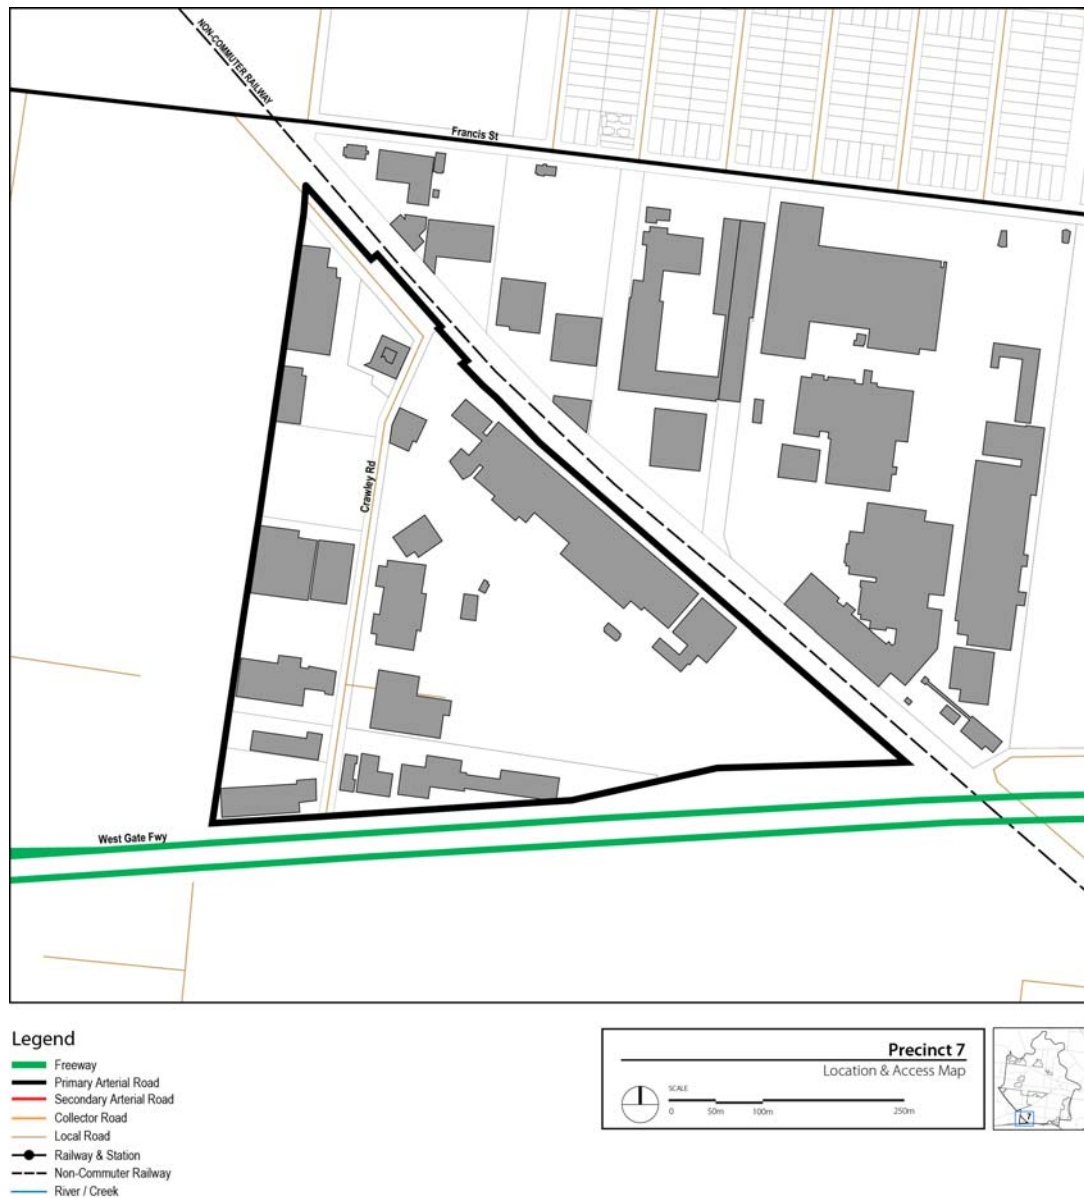 NON-COMMUTER RAILWAY
Francis St
Crawley Rd
West Gate Fwy
Legend
Freeway
Primary Arterial Road
Secondary Arterial Road
Collector Road
Local Road
Railway & Station
Non-Commuter Railway
River / Creek
Precinct 7
Location & Access Map
SCALE
0 50m 100m 250m
7